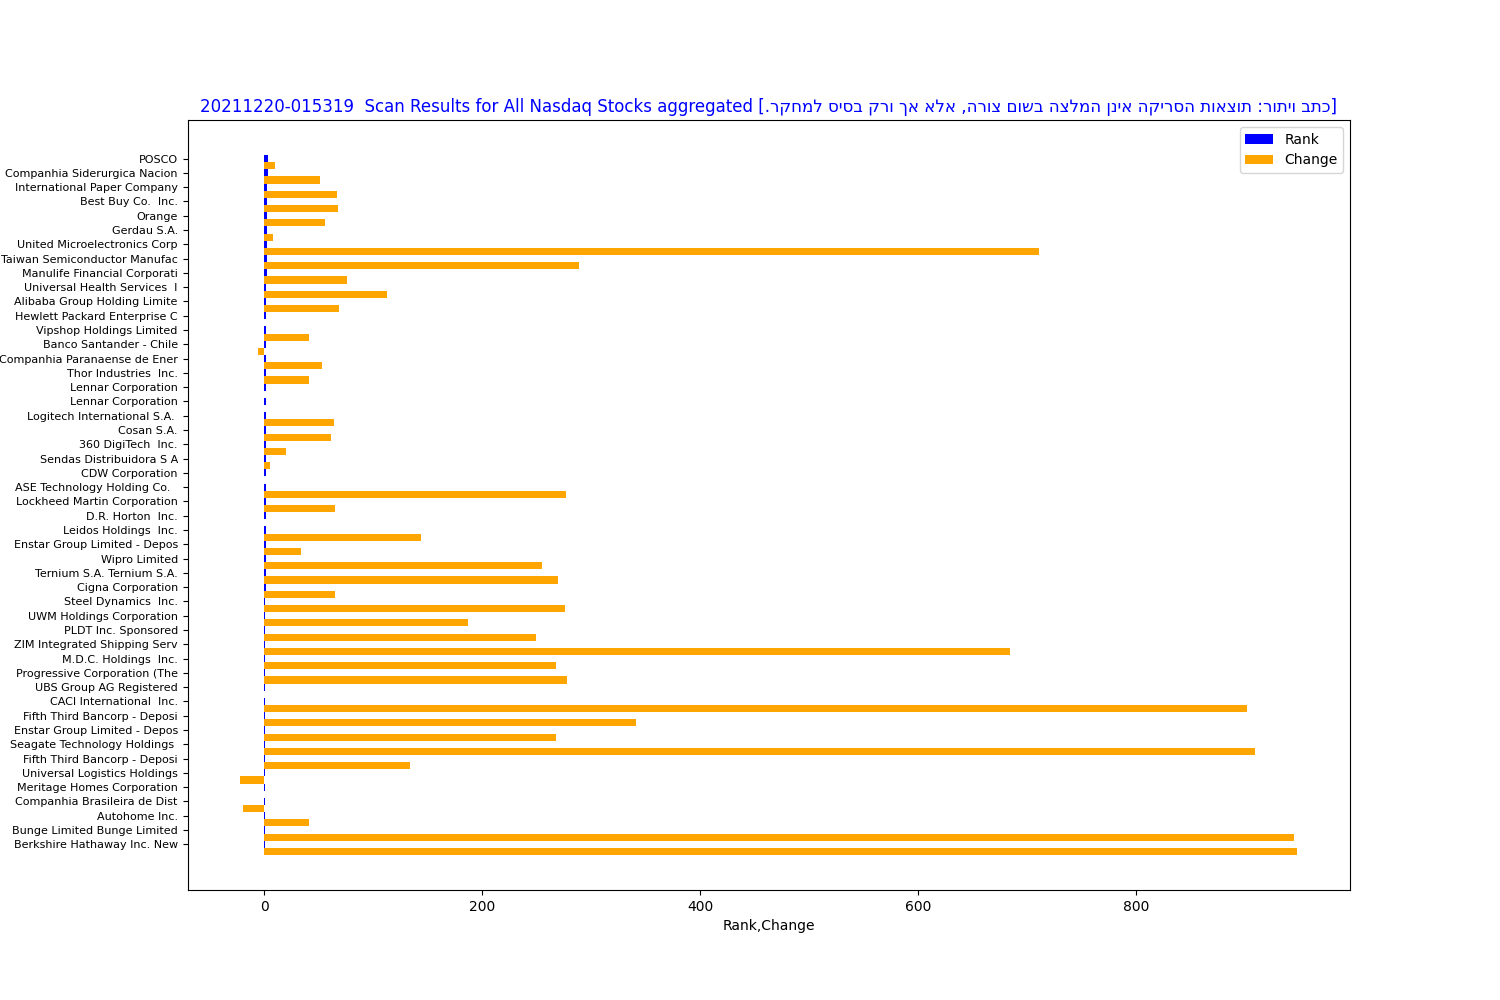 20211220-015319  Scan Results for All Nasdaq Stocks aggregated [כתב ויתור: תוצאות הסריקה אינן המלצה בשום צורה, אלא אך ורק בסיס למחקר.]
Rank
Change
POSCO
Companhia Siderurgica Nacion
International Paper Company
Best Buy Co.  Inc.
Orange
Gerdau S.A.
United Microelectronics Corp
Taiwan Semiconductor Manufac
Manulife Financial Corporati
Universal Health Services  I
Alibaba Group Holding Limite
Hewlett Packard Enterprise C
Vipshop Holdings Limited
Banco Santander - Chile
Companhia Paranaense de Ener
Thor Industries  Inc.
Lennar Corporation
Lennar Corporation
Logitech International S.A.
Cosan S.A.
360 DigiTech  Inc.
Sendas Distribuidora S A
CDW Corporation
ASE Technology Holding Co.
Lockheed Martin Corporation
D.R. Horton  Inc.
Leidos Holdings  Inc.
Enstar Group Limited - Depos
Wipro Limited
Ternium S.A. Ternium S.A.
Cigna Corporation
Steel Dynamics  Inc.
UWM Holdings Corporation
PLDT Inc. Sponsored
ZIM Integrated Shipping Serv
M.D.C. Holdings  Inc.
Progressive Corporation (The
UBS Group AG Registered
CACI International  Inc.
Fifth Third Bancorp - Deposi
Enstar Group Limited - Depos
Seagate Technology Holdings
Fifth Third Bancorp - Deposi
Universal Logistics Holdings
Meritage Homes Corporation
Companhia Brasileira de Dist
Autohome Inc.
Bunge Limited Bunge Limited
Berkshire Hathaway Inc. New
0 200 400 600 800
Rank,Change